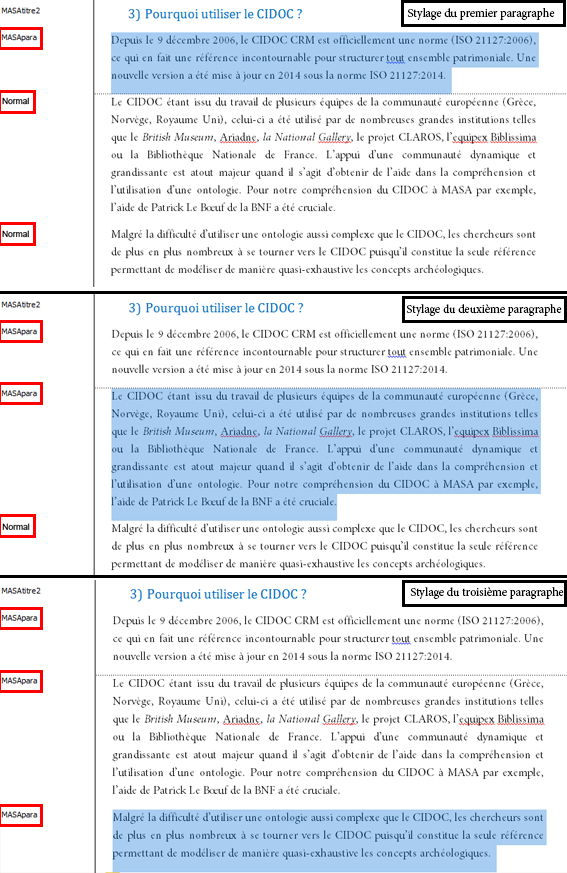 MASAtitre2
3) Pourquoi utiliser le CIDOC ?
Stylage du premier paragraphe
MASApara
Depuis le 9 décembre 2006, le CIDOC CRM est officiellement une norme (ISO 21127:2006),
ce qui en fait une référence incontournable pour structurer tout ensemble patrimoniale. Une
nouvelle version a été mise à jour en 2014 sous la norme ISO 21127:2014.
Normal
Le CIDOC étant issu du travail de plusieurs équipes de la communauté européenne (Grèce,
Norvège, Royaume Uni), celui-ci a été utilisé par de nombreuses grandes institutions telles
que le British Museum, Ariadne, la National Gallery, le projet CLAROS, l'equipex Biblissima
ou la Bibliothèque Nationale de France. L'appui d'une communauté dynamique et
grandissante est atout majeur quand il s'agit d'obtenir de l'aide dans la compréhension et
l'utilisation d'une ontologie. Pour notre compréhension du CIDOC à MASA par exemple,
l'aide de Patrick Le Bœuf de la BNF a été cruciale.
Normal
Malgré la difficulté d'utiliser une ontologie aussi complexe que le CIDOC, les chercheurs sont
de plus en plus nombreux à se tourner vers le CIDOC puisqu'il constitue la seule référence
permettant de modéliser de manière quasi-exhaustive les concepts archéologiques.
MASAtitre2
3) Pourquoi utiliser le CIDOC ?
Stylage du deuxième paragraphe
MASApara
Depuis le 9 décembre 2006, le CIDOC CRM est officiellement une norme (ISO 21127:2006),
ce qui en fait une référence incontournable pour structurer tout ensemble patrimoniale. Une
nouvelle version a été mise à jour en 2014 sous la norme ISO 21127:2014.
MASApara
Le CIDOC étant issu du travail de plusieurs équipes de la communauté européenne (Grèce,
Norvège, Royaume Uni), celui-ci a été utilisé par de nombreuses grandes institutions telles
que le British Museum, Ariadne, la National Gallery, le projet CLAROS, l'equipex Biblissima
ou la Bibliothèque Nationale de France. L'appui d'une communauté dynamique et
grandissante est atout majeur quand il s'agit d'obtenir de l'aide dans la compréhension et
l'utilisation d'une ontologie. Pour notre compréhension du CIDOC à MASA par exemple,
l'aide de Patrick Le Bœuf de la BNF a été cruciale.
Normal
Malgré la difficulté d'utiliser une ontologie aussi complexe que le CIDOC, les chercheurs sont
de plus en plus nombreux à se tourner vers le CIDOC puisqu'il constitue la seule référence
permettant de modéliser de manière quasi-exhaustive les concepts archéologiques.
MASAtitre2
3) Pourquoi utiliser le CIDOC ?
Stylage du troisième paragraphe
MASApara
Depuis le 9 décembre 2006, le CIDOC CRM est officiellement une norme (ISO 21127:2006),
ce qui en fait une référence incontournable pour structurer tout ensemble patrimoniale. Une
nouvelle version a été mise à jour en 2014 sous la norme ISO 21127:2014.
MASApara
Le CIDOC étant issu du travail de plusieurs équipes de la communauté européenne (Grèce,
Norvège, Royaume Uni), celui-ci a été utilisé par de nombreuses grandes institutions telles
que le British Museum, Ariadne, la National Gallery, le projet CLAROS, l'equipex Biblissima
ou la Bibliothèque Nationale de France. L'appui d'une communauté dynamique et
grandissante est atout majeur quand il s'agit d'obtenir de l'aide dans la compréhension et
l'utilisation d'une ontologie. Pour notre compréhension du CIDOC à MASA par exemple,
l'aide de Patrick Le Bœuf de la BNF a été cruciale.
MASApara
Malgré la difficulté d'utiliser une ontologie aussi complexe que le CIDOC, les chercheurs sont
de plus en plus nombreux à se tourner vers le CIDOC puisqu'il constitue la seule référence
permettant de modéliser de manière quasi-exhaustive les concepts archéologiques.